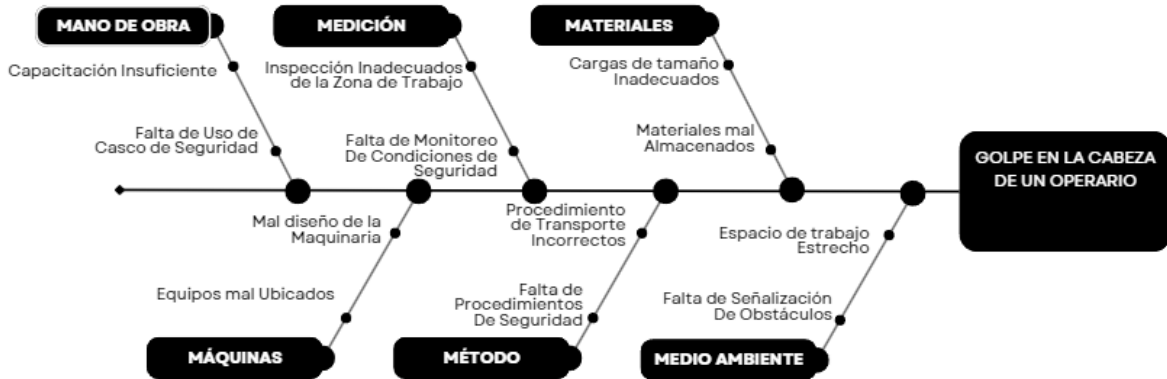 MANO DE OBRA
MEDICIÓN
MATERIALES
Capacitación Insuficiente
Inspección Inadecuados
de la Zona de Trabajo
Cargas de tamaño
Inadecuados
Falta de Uso de
Casco de Seguridad
Falta de Monitoreo
De Condiciones de
Seguridad
Materiales mal
Almacenados
GOLPE EN LA CABEZA
DE UN OPERARIO
Mal diseño de la
Maquinaria
Procedimiento
de Transporte
Incorrectos
Espacio de trabajo
Estrecho
Equipos mal Ubicados
Falta de
Procedimientos
De Seguridad
Falta de Señalización
De Obstáculos
MÁQUINAS
MÉTODO
MEDIO AMBIENTE